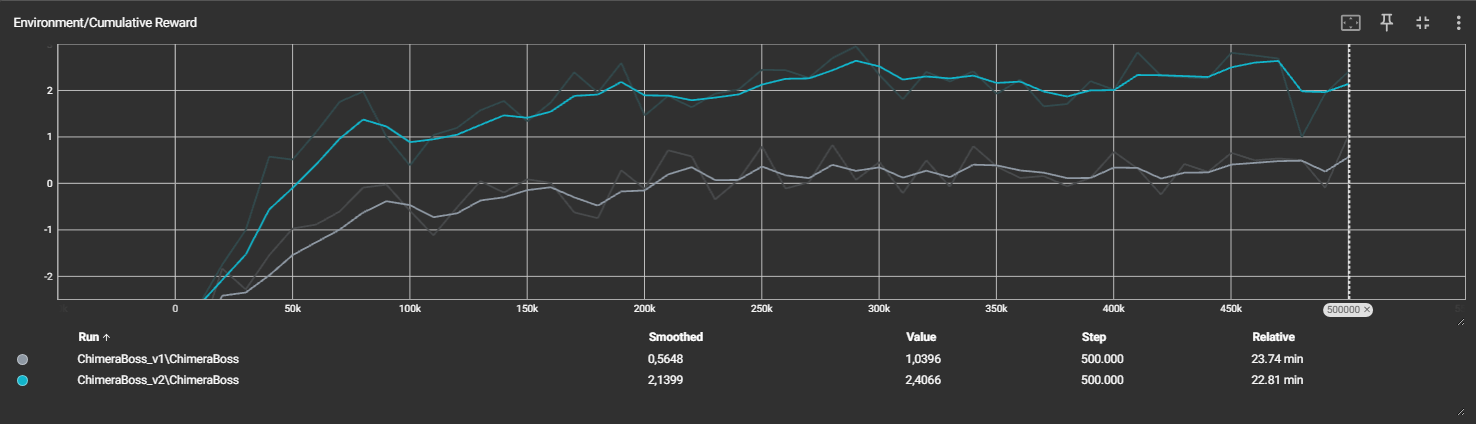 Environment/Cumulative Reward
2
1
0
-1
-2
0 50k 100k 150k 200k 250k 300k 350k 400k 450k 500000 ×
Run ↑ Smoothed Value Step Relative
ChimeraBoss_v1\ChimeraBoss 0,5648 1,0396 500.000 23.74 min
ChimeraBoss_v2\ChimeraBoss 2,1399 2,4066 500.000 22.81 min